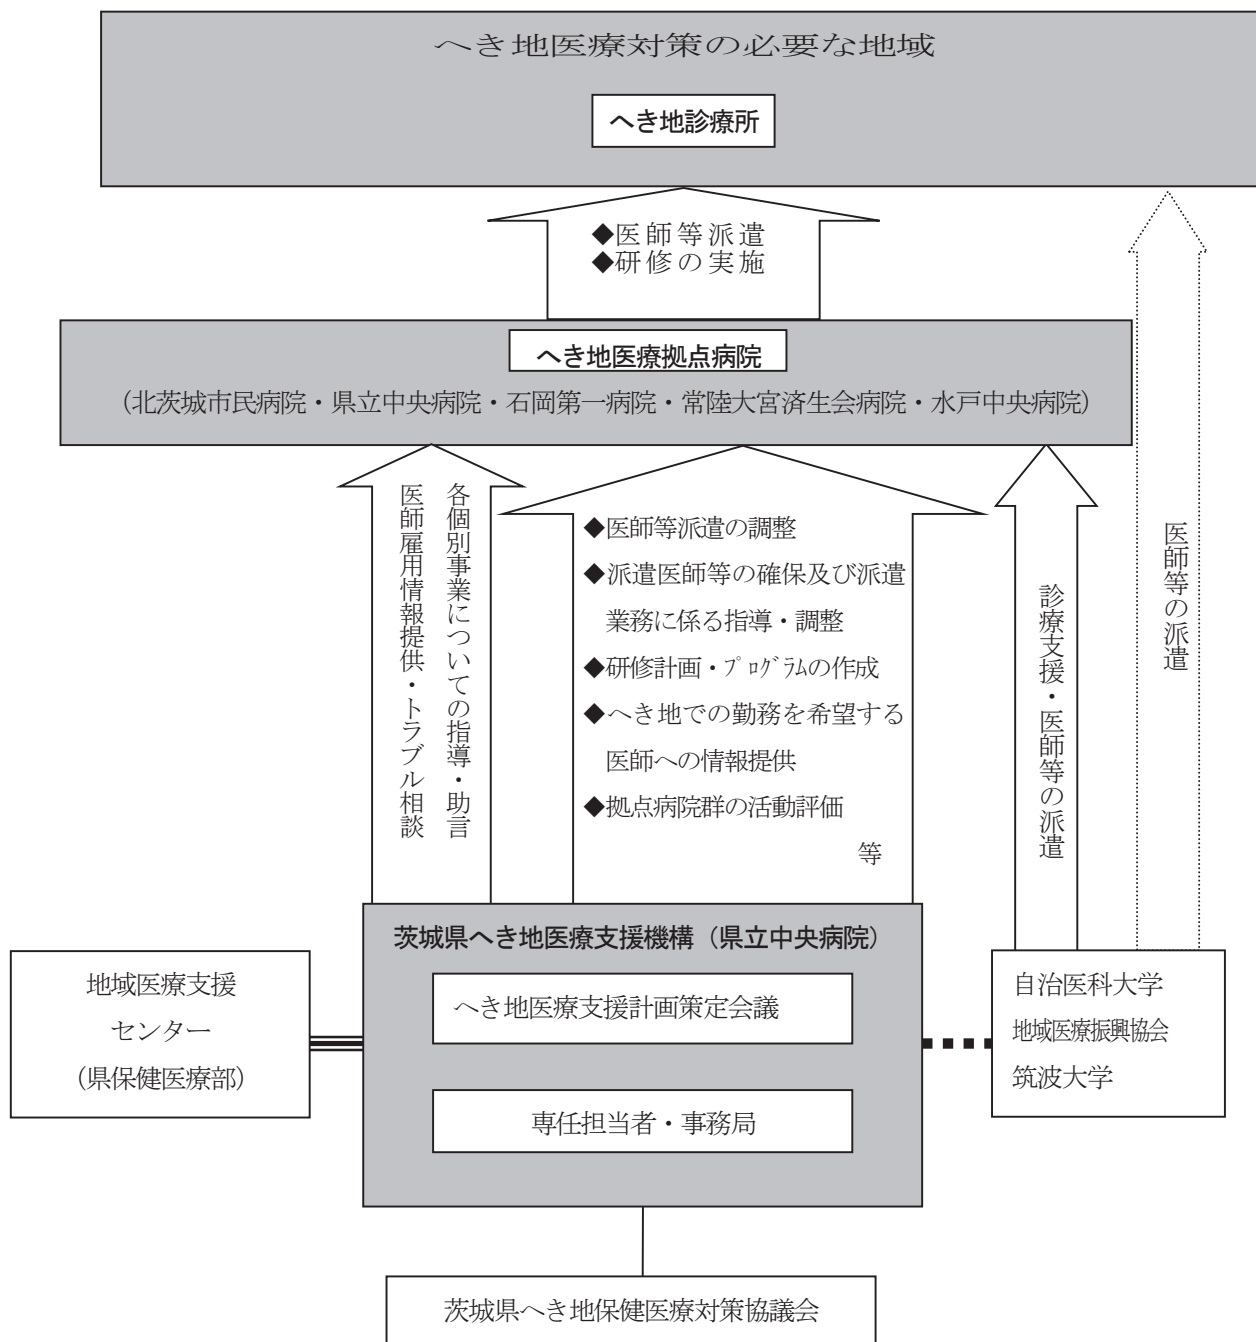 へき地医療対策の必要な地域
へき地診療所
◆医師等派遣
◆研修の実施
へき地医療拠点病院
（北茨城市民病院・県立中央病院・石岡第一病院・常陸大宮済生会病院・水戸中央病院）
各個別事業についての指導・助言
医師雇用情報提供・トラブル相談
◆医師等派遣の調整
◆派遣医師等の確保及び派遣
業務に係る指導・調整
◆研修計画・ﾌﾟﾛｸﾞﾗﾑの作成
◆へき地での勤務を希望する
医師への情報提供
◆拠点病院群の活動評価
等
診療支援・医師等の派遣
医師等の派遣
茨城県へき地医療支援機構（県立中央病院）
へき地医療支援計画策定会議
専任担当者・事務局
地域医療支援
センター
（県保健医療部）
自治医科大学
地域医療振興協会
筑波大学
茨城県へき地保健医療対策協議会